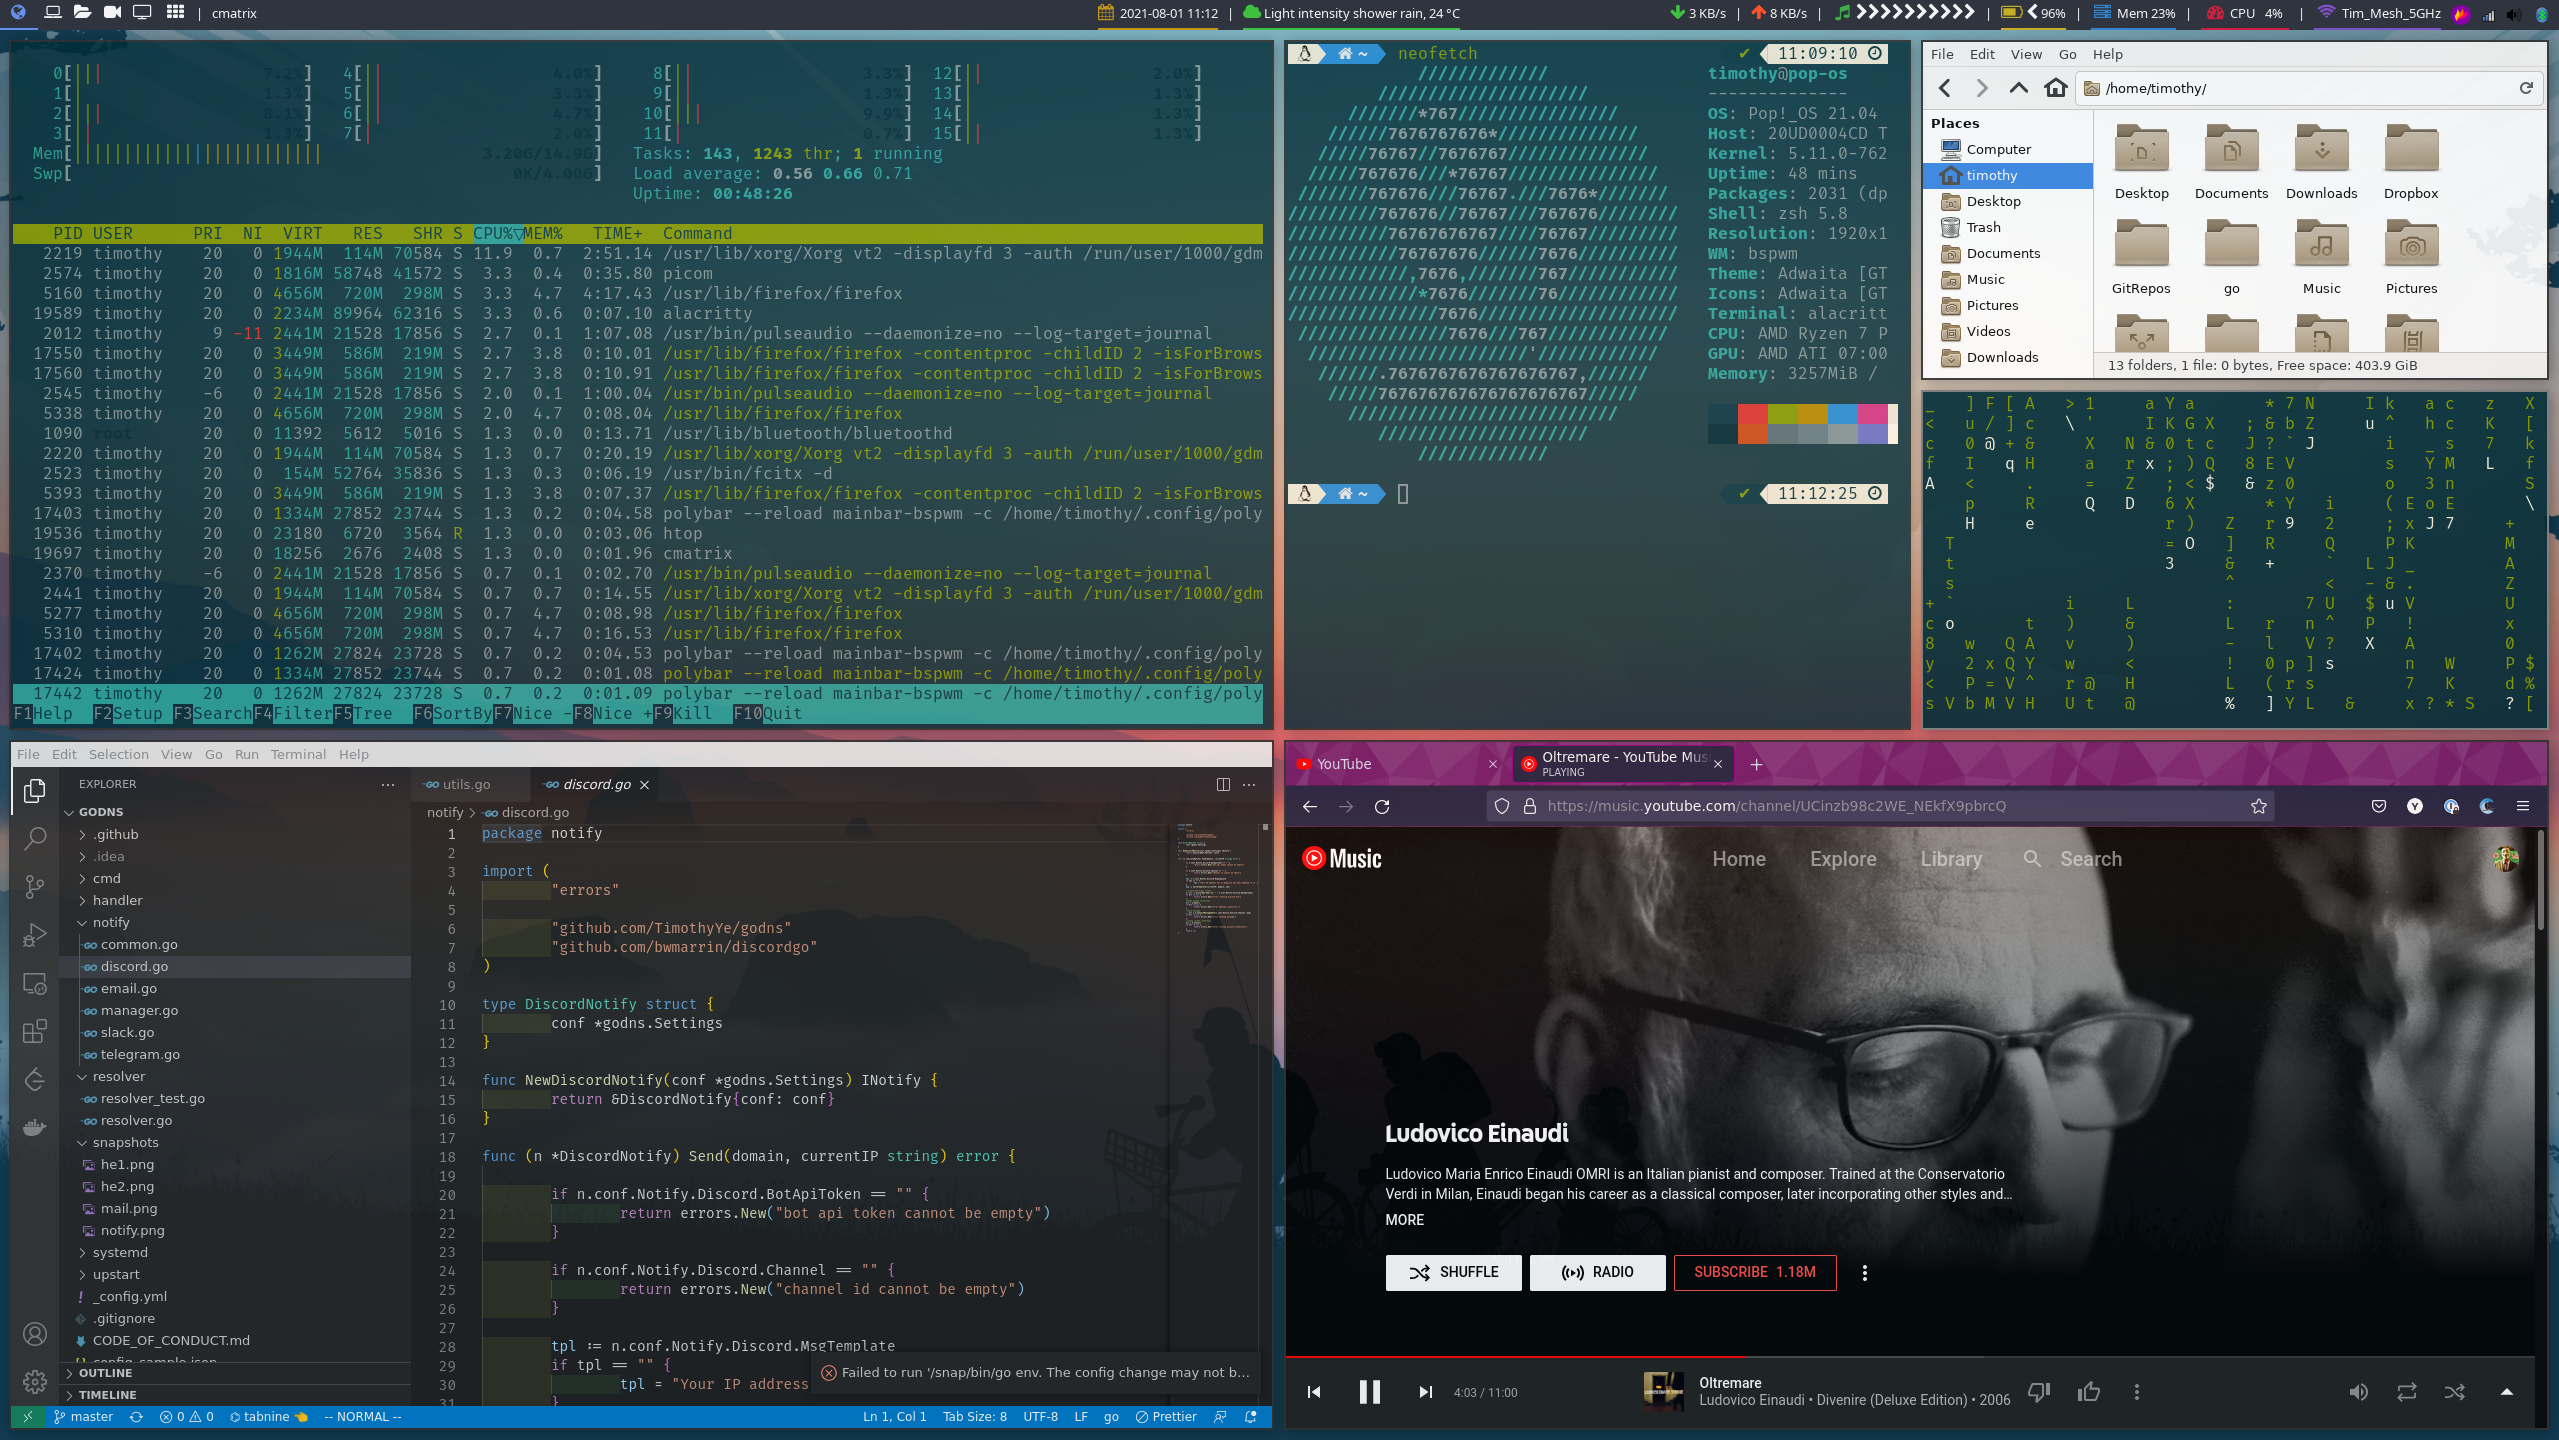 | cmatrix
2021-08-01 11:12 | Light intensity shower rain, 24 °C
3 KB/s | 8 KB/s | | 96% | Mem 23% | CPU 4% | Tim_Mesh_5GHz
0[||| 7.2%] 4[|| 4.0%] 8[|| 3.3%] 12[|| 2.0%]
1[| 1.3%] 5[|| 3.3%] 9[|| 1.3%] 13[| 1.3%]
2[||| 8.1%] 6[|| 4.7%] 10[||| 9.9%] 14[| 1.3%]
3[|| 1.3%] 7[| 2.0%] 11[| 0.7%] 15[|| 1.3%]
Mem[||||||||||||||||||||||||| 3.20G/14.9G] Tasks: 143, 1243 thr; 1 running
Swp[ 0K/4.00G] Load average: 0.56 0.66 0.71
Uptime: 00:48:26
PID USER PRI NI VIRT RES SHR S CPU%▽MEM% TIME+ Command
2219 timothy 20 0 1944M 114M 70584 S 11.9 0.7 2:51.14 /usr/lib/xorg/Xorg vt2 -displayfd 3 -auth /run/user/1000/gdm
2574 timothy 20 0 1816M 58748 41572 S 3.3 0.4 0:35.80 picom
5160 timothy 20 0 4656M 720M 298M S 3.3 4.7 4:17.43 /usr/lib/firefox/firefox
19589 timothy 20 0 2234M 89964 62316 S 3.3 0.6 0:07.10 alacritty
2012 timothy 9 -11 2441M 21528 17856 S 2.7 0.1 1:07.08 /usr/bin/pulseaudio --daemonize=no --log-target=journal
17550 timothy 20 0 3449M 586M 219M S 2.7 3.8 0:10.01 /usr/lib/firefox/firefox -contentproc -childID 2 -isForBrows
17560 timothy 20 0 3449M 586M 219M S 2.7 3.8 0:10.91 /usr/lib/firefox/firefox -contentproc -childID 2 -isForBrows
2545 timothy -6 0 2441M 21528 17856 S 2.0 0.1 1:00.04 /usr/bin/pulseaudio --daemonize=no --log-target=journal
5338 timothy 20 0 4656M 720M 298M S 2.0 4.7 0:08.04 /usr/lib/firefox/firefox
1090 root 20 0 11392 5612 5016 S 1.3 0.0 0:13.71 /usr/lib/bluetooth/bluetoothd
2220 timothy 20 0 1944M 114M 70584 S 1.3 0.7 0:20.19 /usr/lib/xorg/Xorg vt2 -displayfd 3 -auth /run/user/1000/gdm
2523 timothy 20 0 154M 52764 35836 S 1.3 0.3 0:06.19 /usr/bin/fcitx -d
5393 timothy 20 0 3449M 586M 219M S 1.3 3.8 0:07.37 /usr/lib/firefox/firefox -contentproc -childID 2 -isForBrows
17403 timothy 20 0 1334M 27852 23744 S 1.3 0.2 0:04.58 polybar --reload mainbar-bspwm -c /home/timothy/.config/poly
19536 timothy 20 0 23180 6720 3564 R 1.3 0.0 0:03.06 htop
19697 timothy 20 0 18256 2676 2408 S 1.3 0.0 0:01.96 cmatrix
2370 timothy -6 0 2441M 21528 17856 S 0.7 0.1 0:02.70 /usr/bin/pulseaudio --daemonize=no --log-target=journal
2441 timothy 20 0 1944M 114M 70584 S 0.7 0.7 0:14.55 /usr/lib/xorg/Xorg vt2 -displayfd 3 -auth /run/user/1000/gdm
5277 timothy 20 0 4656M 720M 298M S 0.7 4.7 0:08.98 /usr/lib/firefox/firefox
5310 timothy 20 0 4656M 720M 298M S 0.7 4.7 0:16.53 /usr/lib/firefox/firefox
17402 timothy 20 0 1262M 27824 23728 S 0.7 0.2 0:04.53 polybar --reload mainbar-bspwm -c /home/timothy/.config/poly
17424 timothy 20 0 1334M 27852 23744 S 0.7 0.2 0:01.08 polybar --reload mainbar-bspwm -c /home/timothy/.config/poly
17442 timothy 20 0 1262M 27824 23728 S 0.7 0.2 0:01.09 polybar --reload mainbar-bspwm -c /home/timothy/.config/poly
F1Help F2Setup F3SearchF4FilterF5Tree F6SortByF7Nice -F8Nice +F9Kill F10Quit
~ neofetch ✔ 11:09:10
timothy@pop-os
--------------
OS: Pop!_OS 21.04
Host: 20UD0004CD T
Kernel: 5.11.0-762
Uptime: 48 mins
Packages: 2031 (dp
Shell: zsh 5.8
Resolution: 1920x1
WM: bspwm
Theme: Adwaita [GT
Icons: Adwaita [GT
Terminal: alacritt
CPU: AMD Ryzen 7 P
GPU: AMD ATI 07:00
Memory: 3257MiB /
~ ✔ 11:12:25
File Edit View Go Help
/home/timothy/
Places
Computer
timothy
Desktop
Trash
Documents
Music
Pictures
Videos
Downloads
Desktop Documents Downloads Dropbox
GitRepos go Music Pictures
13 folders, 1 file: 0 bytes, Free space: 403.9 GiB
File Edit Selection View Go Run Terminal Help
EXPLORER
GODNS
.github
.idea
cmd
handler
notify
common.go
discord.go
email.go
manager.go
slack.go
telegram.go
resolver
resolver_test.go
resolver.go
snapshots
he1.png
he2.png
mail.png
notify.png
systemd
upstart
_config.yml
.gitignore
CODE_OF_CONDUCT.md
config_sample.json
OUTLINE
TIMELINE
utils.go discord.go
notify > discord.go
1 package notify
2
3 import (
4 "errors"
5
6 "github.com/TimothyYe/godns"
7 "github.com/bwmarrin/discordgo"
8 )
9
10 type DiscordNotify struct {
11 conf *godns.Settings
12 }
13
14 func NewDiscordNotify(conf *godns.Settings) INotify {
15 return &DiscordNotify{conf: conf}
16 }
17
18 func (n *DiscordNotify) Send(domain, currentIP string) error {
19
20 if n.conf.Notify.Discord.BotApiToken == "" {
21 return errors.New("bot api token cannot be empty")
22 }
23
24 if n.conf.Notify.Discord.Channel == "" {
25 return errors.New("channel id cannot be empty")
26 }
27
28 tpl := n.conf.Notify.Discord.MsgTemplate
29 if tpl == "" {
30 tpl = "Your IP address
31 }
Failed to run '/snap/bin/go env. The config change may not b...
master 0 0 tabnine -- NORMAL -- Ln 1, Col 1 Tab Size: 8 UTF-8 LF go Prettier
YouTube
Oltremare - YouTube Mus
PLAYING
https://music.youtube.com/channel/UCinzb98c2WE_NEkfX9pbrcQ
Music Home Explore Library Search
Ludovico Einaudi
Ludovico Maria Enrico Einaudi OMRI is an Italian pianist and composer. Trained at the Conservatorio
Verdi in Milan, Einaudi began his career as a classical composer, later incorporating other styles and...
MORE
SHUFFLE RADIO SUBSCRIBE 1.18M
4:03 / 11:00
Oltremare
Ludovico Einaudi • Divenire (Deluxe Edition) • 2006